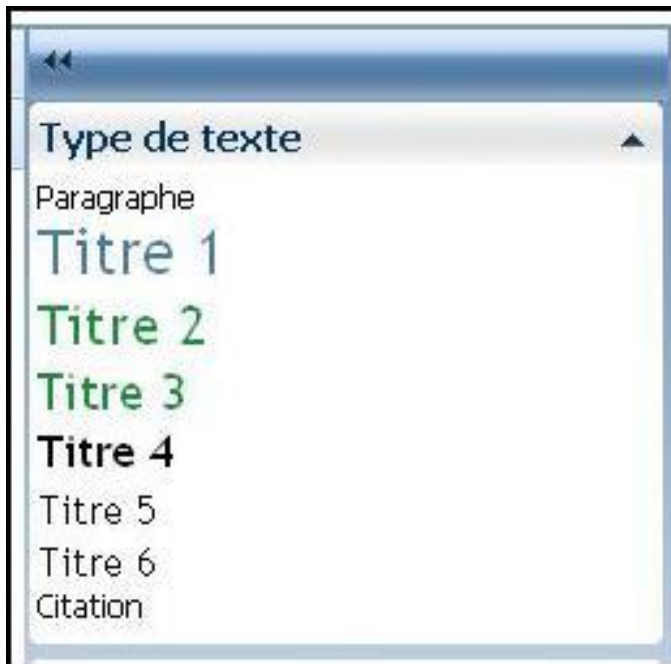 Type de texte
Paragraphe
Titre 1
Titre 2
Titre 3
Titre 4
Titre 5
Titre 6
Citation